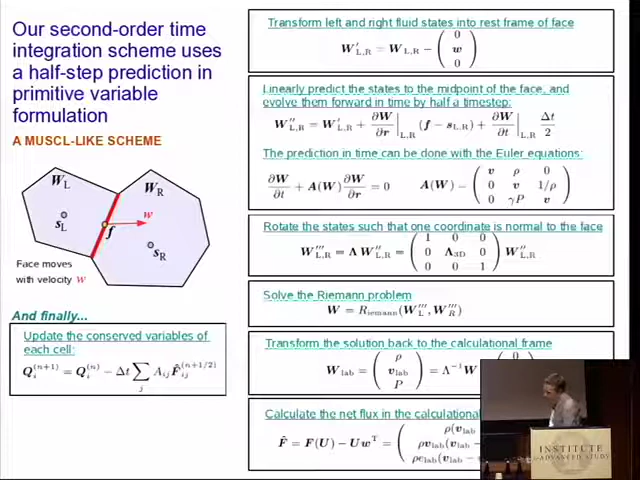 Our second-order time
integration scheme uses
a half-step prediction in
primitive variable
formulation
A MUSCL-LIKE SCHEME
W_L
W_R
w
s_L
f
s_R
Face moves
with velocity w
And finally...
Update the conserved variables of
each cell:
Q_i^(n+1) = Q_i^(n) − Δt ∑_j A_ij F̂_ij^(n+1/2)
Transform left and right fluid states into rest frame of face
W′_L,R = W_L,R − ( 0 w 0 )
Linearly predict the states to the midpoint of the face, and
evolve them forward in time by half a timestep:
W″_L,R = W′_L,R + ∂W/∂r |_L,R (f − s_L,R) + ∂W/∂t |_L,R Δt/2
The prediction in time can be done with the Euler equations:
∂W/∂t + A(W) ∂W/∂r = 0 A(W) = ( v ρ 0
0 v 1/ρ
0 γP v )
Rotate the states such that one coordinate is normal to the face
W‴_L,R = Λ W″_L,R = ( 1 0 0
0 Λ_3D 0
0 0 1 ) W″_L,R
Solve the Riemann problem
W = R_iemann(W‴_L, W‴_R)
Transform the solution back to the calculational frame
W_lab = ( ρ v_lab P ) = Λ^−1 W
Calculate the net flux in the calculational
F̂ = F(U) − U w^T = ( ρ(v_lab
ρv_lab(v_lab −
ρe_lab(v_lab −
INSTITUTE
ADVANCED STUDY